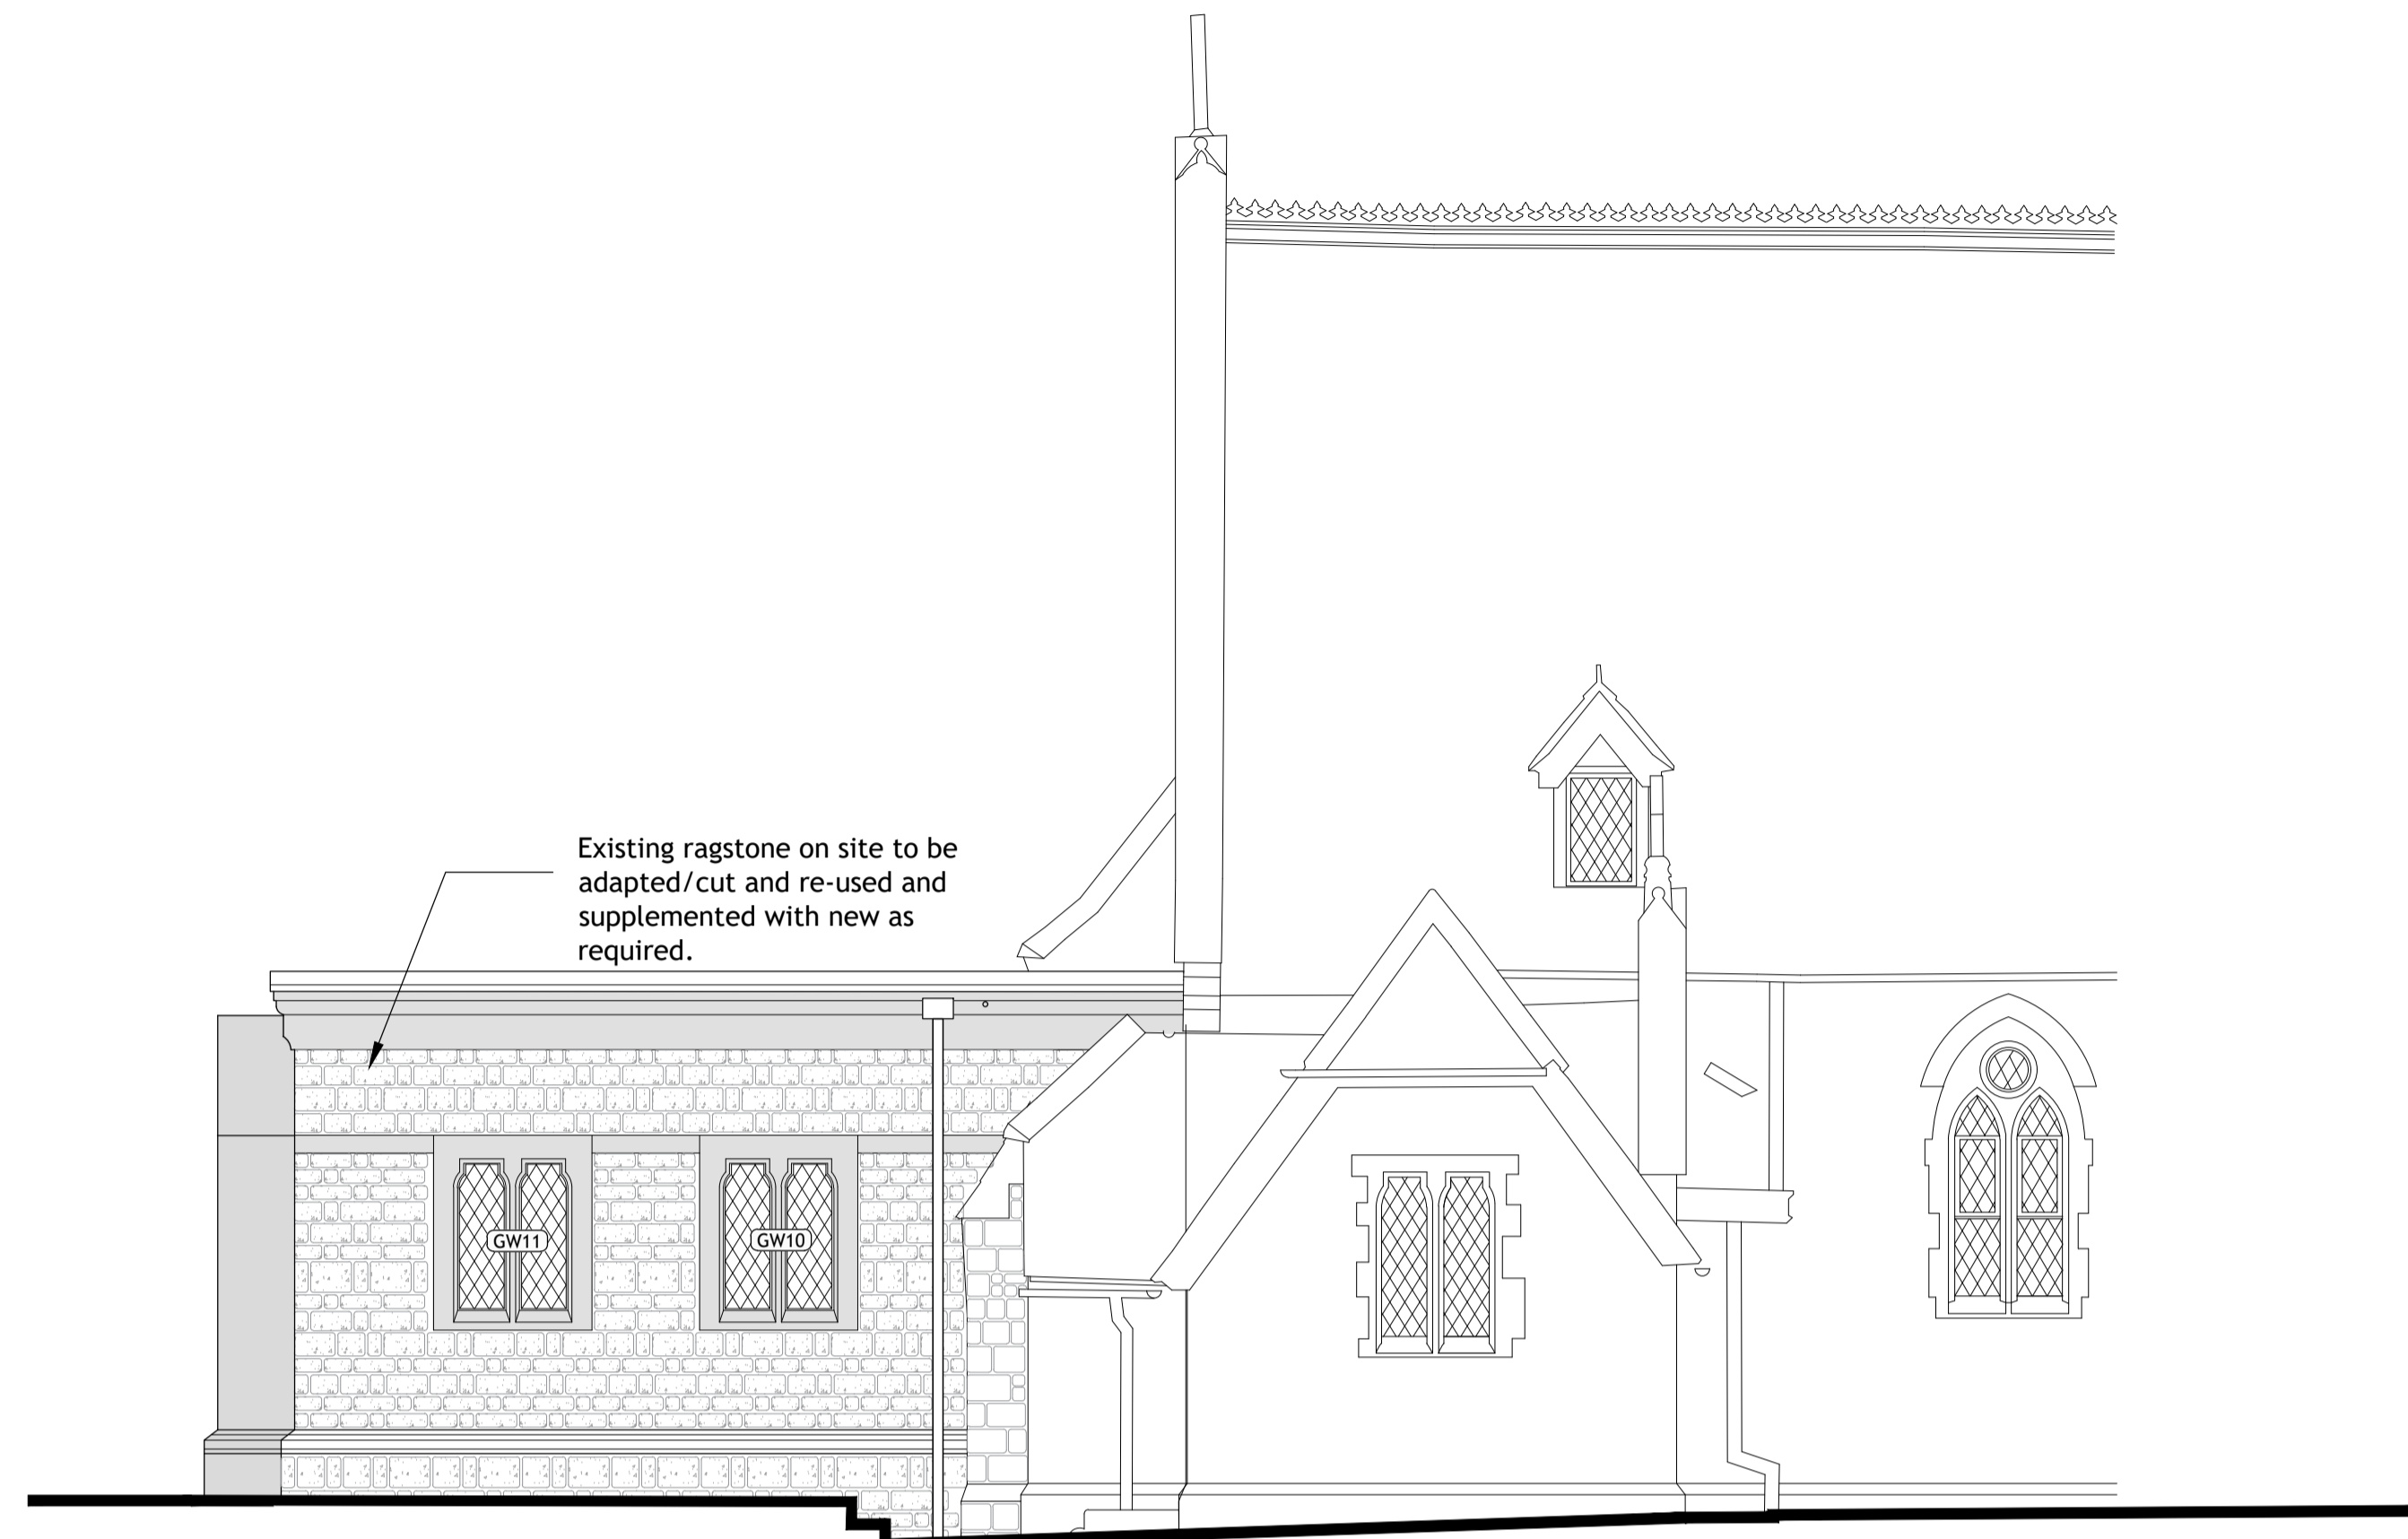 Existing ragstone on site to be
adapted/cut and re-used and
supplemented with new as
required.
GW11
GW10